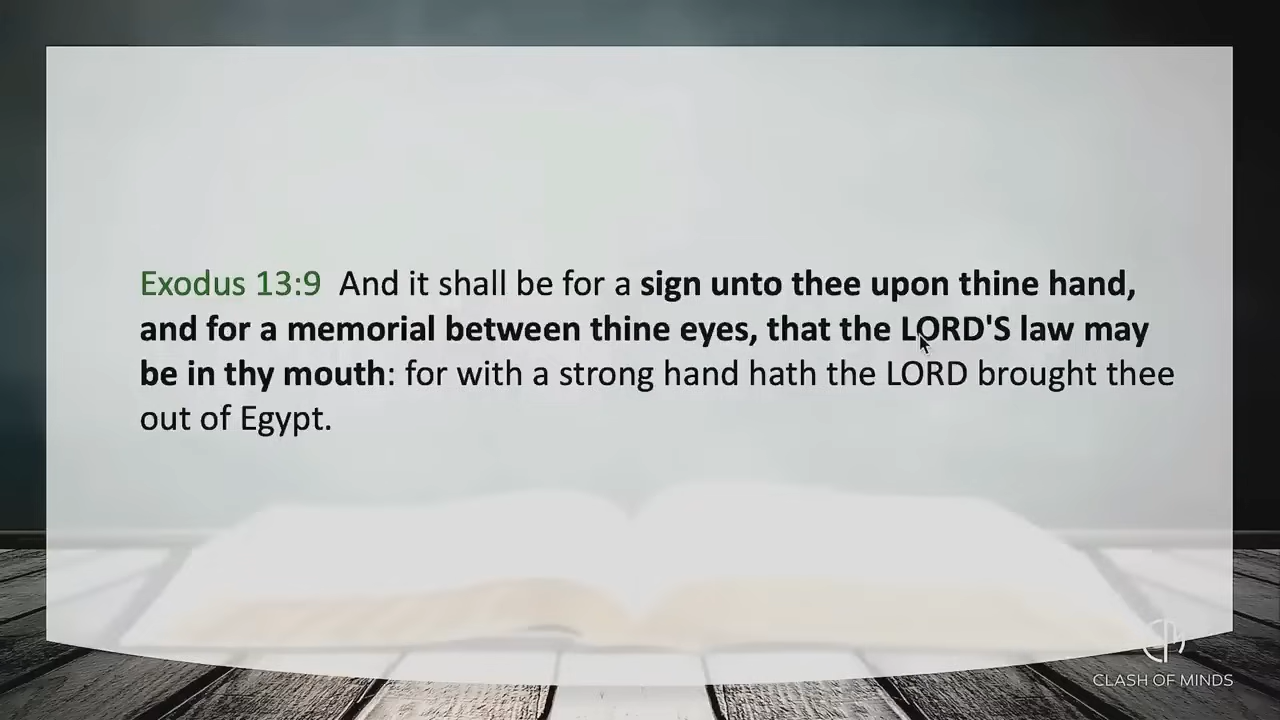 Exodus 13:9 And it shall be for a sign unto thee upon thine hand,
and for a memorial between thine eyes, that the LORD'S law may
be in thy mouth: for with a strong hand hath the LORD brought thee
out of Egypt.
CLASH OF MINDS